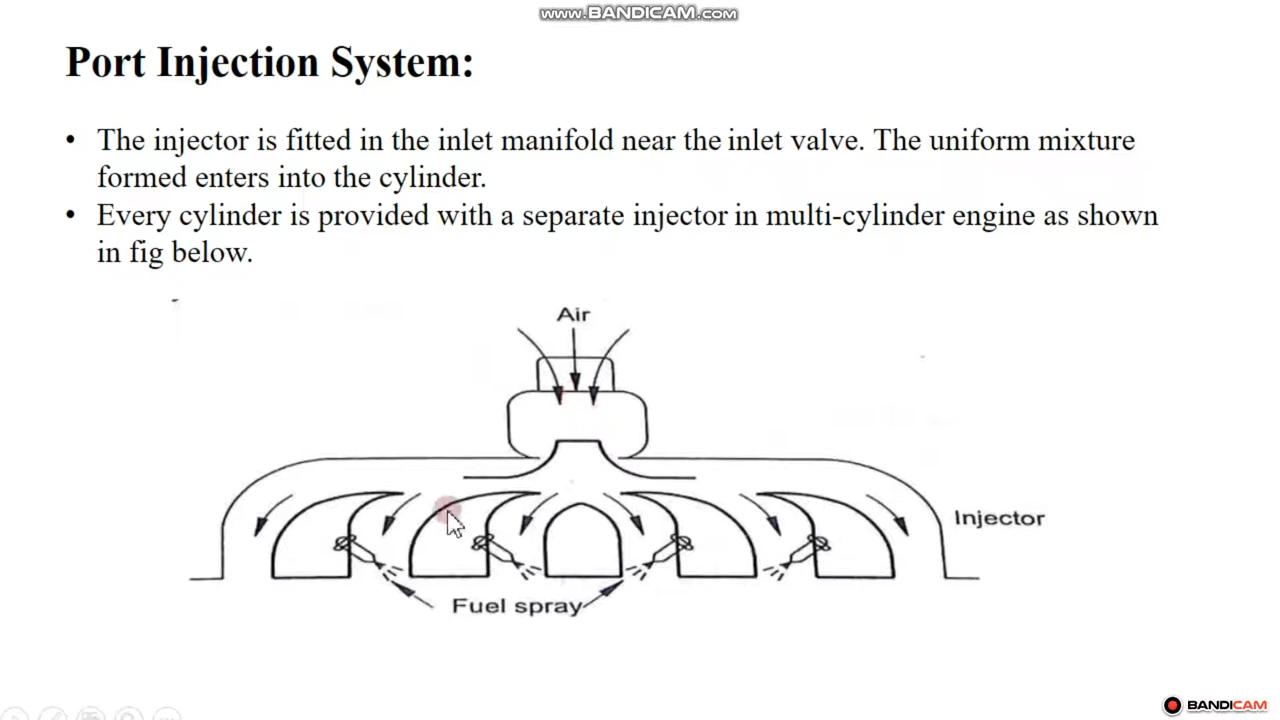 www.BANDICAM.com
Port Injection System:
• The injector is fitted in the inlet manifold near the inlet valve. The uniform mixture
formed enters into the cylinder.
• Every cylinder is provided with a separate injector in multi-cylinder engine as shown
in fig below.
Air
Injector
Fuel spray
BANDICAM